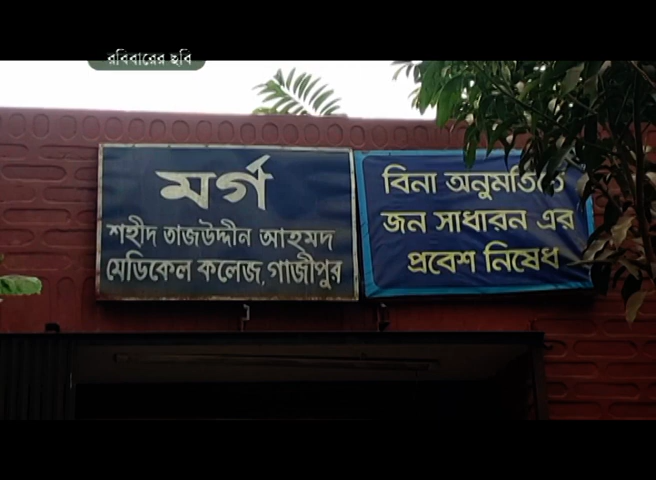 রবিবারের ছবি
মর্গ
শহীদ তাজউদ্দীন আহমদ
মেডিকেল কলেজ, গাজীপুর
বিনা অনুমতিতে
জন সাধারন এর
প্রবেশ নিষেধ